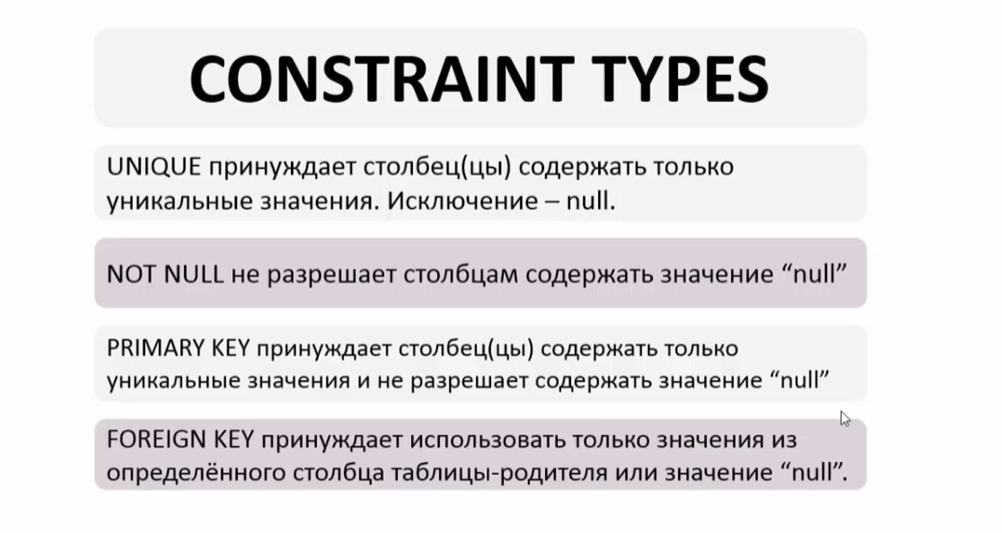 CONSTRAINT TYPES
UNIQUE принуждает столбец(цы) содержать только
уникальные значения. Исключение – null.
NOT NULL не разрешает столбцам содержать значение “null”
PRIMARY KEY принуждает столбец(цы) содержать только
уникальные значения и не разрешает содержать значение “null”
FOREIGN KEY принуждает использовать только значения из
определённого столбца таблицы-родителя или значение “null”.